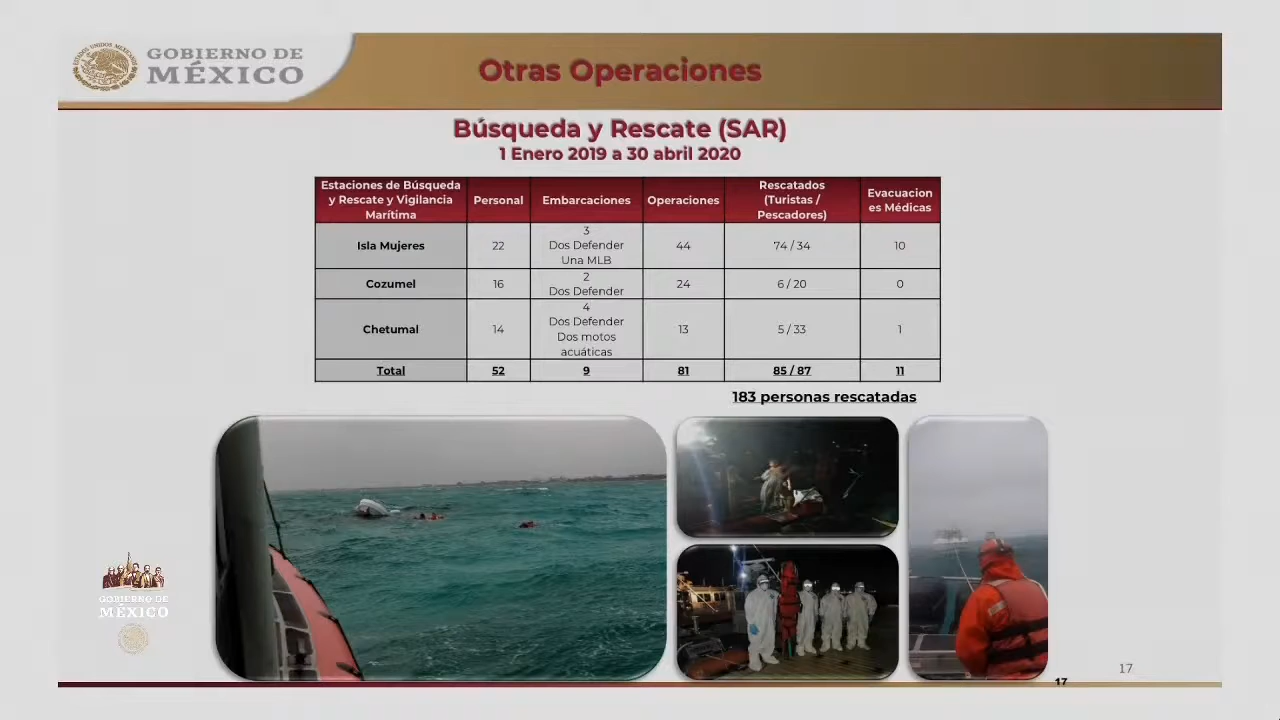 GOBIERNO DE
MÉXICO
Otras Operaciones
Búsqueda y Rescate (SAR)
1 Enero 2019 a 30 abril 2020
Estaciones de Búsqueda
y Rescate y Vigilancia
Marítima
Personal
Embarcaciones
Operaciones
Rescatados
(Turistas /
Pescadores)
Evacuacion
es Médicas
Isla Mujeres
22
3
Dos Defender
Una MLB
44
74 / 34
10
Cozumel
16
2
Dos Defender
24
6 / 20
0
Chetumal
14
4
Dos Defender
Dos motos
acuáticas
13
5 / 33
1
Total
52
9
81
85 / 87
11
183 personas rescatadas
GOBIERNO DE
MÉXICO
17
17